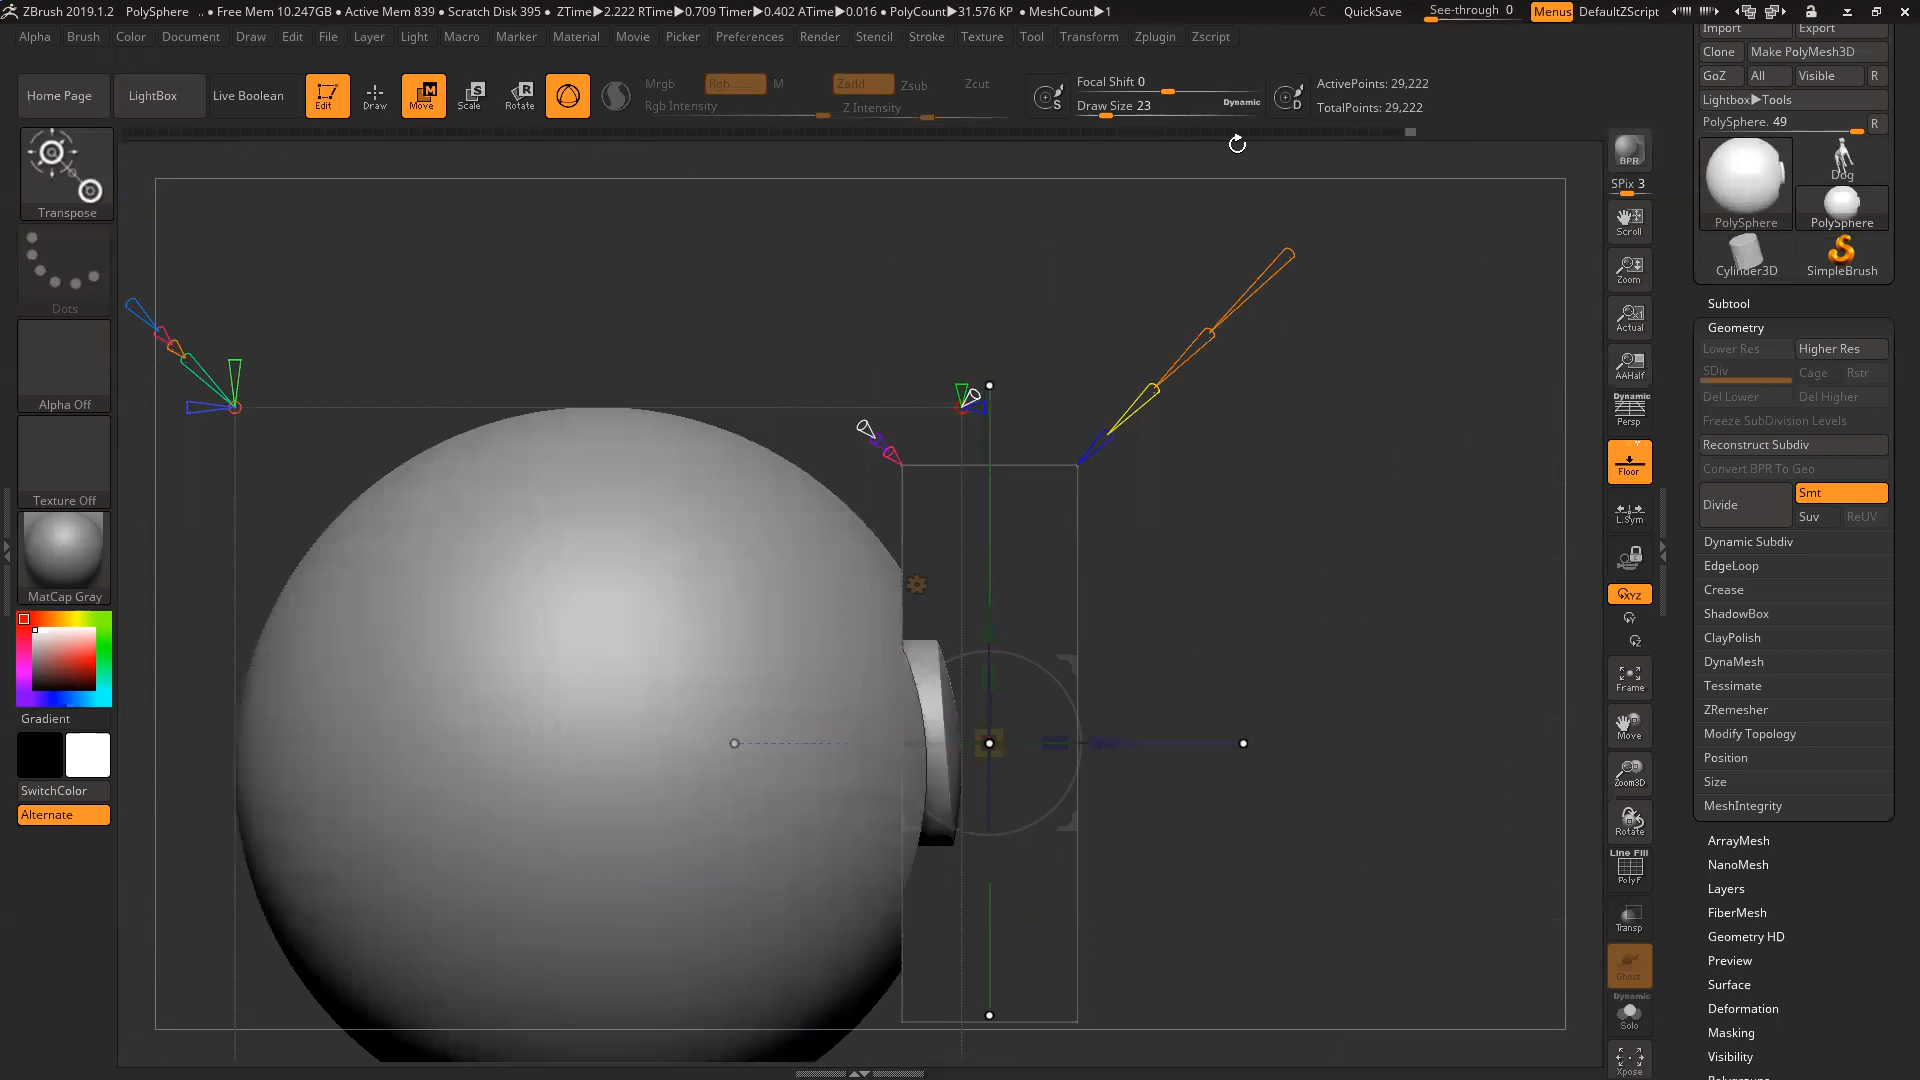 ZBrush 2019.1.2 PolySphere .. • Free Mem 10.247GB • Active Mem 839 • Scratch Disk 395 • ZTime▶2.222 RTime▶0.709 Timer▶0.402 ATime▶0.016 • PolyCount▶31.576 KP • MeshCount▶1 AC QuickSave See-through 0 Menus DefaultZScript
Alpha Brush Color Document Draw Edit File Layer Light Macro Marker Material Movie Picker Preferences Render Stencil Stroke Texture Tool Transform Zplugin Zscript
Home Page LightBox Live Boolean Edit Draw Move Scale Rotate
Mrgb Rgb M Zadd Zsub Zcut
Rgb Intensity Z Intensity
Focal Shift 0
Draw Size 23 Dynamic
S D
ActivePoints: 29,222
TotalPoints: 29,222
Transpose
Dots
Alpha Off
Texture Off
MatCap Gray
Gradient
SwitchColor
Alternate
BPR
SPix 3
Scroll
Zoom
Actual
AAHalf
Dynamic
Persp
Floor
L.Sym
XYZ
Y
Z
Frame
Move
Zoom3D
Rotate
Line Fill
PolyF
Transp
Ghost
Dynamic
Solo
Xpose
Import Export
Clone Make PolyMesh3D
GoZ All Visible R
Lightbox▶Tools
PolySphere. 49 R
Dog
PolySphere PolySphere
Cylinder3D SimpleBrush
Subtool
Geometry
Lower Res Higher Res
SDiv Cage Rstr
Del Lower Del Higher
Freeze SubDivision Levels
Reconstruct Subdiv
Convert BPR To Geo
Divide Smt
Suv ReUV
Dynamic Subdiv
EdgeLoop
Crease
ShadowBox
ClayPolish
DynaMesh
Tessimate
ZRemesher
Modify Topology
Position
Size
MeshIntegrity
ArrayMesh
NanoMesh
Layers
FiberMesh
Geometry HD
Preview
Surface
Deformation
Masking
Visibility
Polygroups